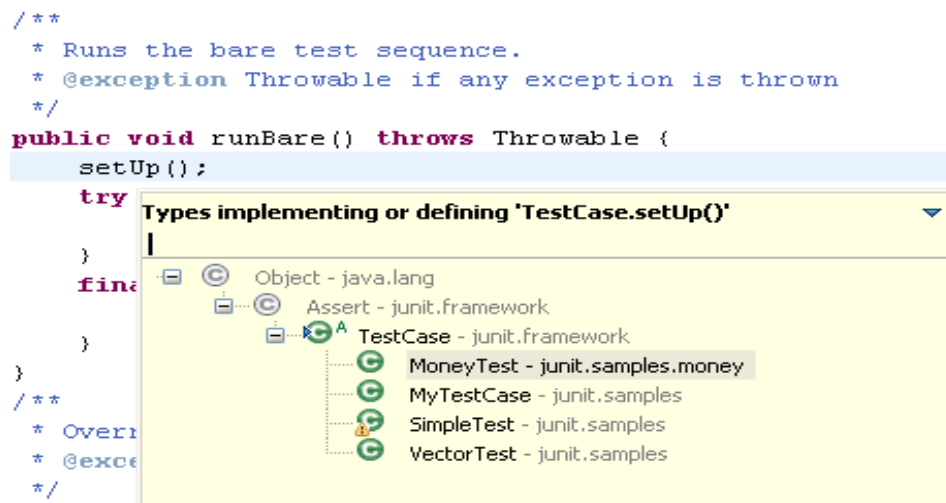 /**
* Runs the bare test sequence.
* @exception Throwable if any exception is thrown
*/
public void runBare() throws Throwable {
setUp();
try
Types implementing or defining 'TestCase.setUp()'
}
fina
}
}
/**
* Overr
* @exce
*/
Object - java.lang
Assert - junit.framework
TestCase - junit.framework
MoneyTest - junit.samples.money
MyTestCase - junit.samples
SimpleTest - junit.samples
VectorTest - junit.samples